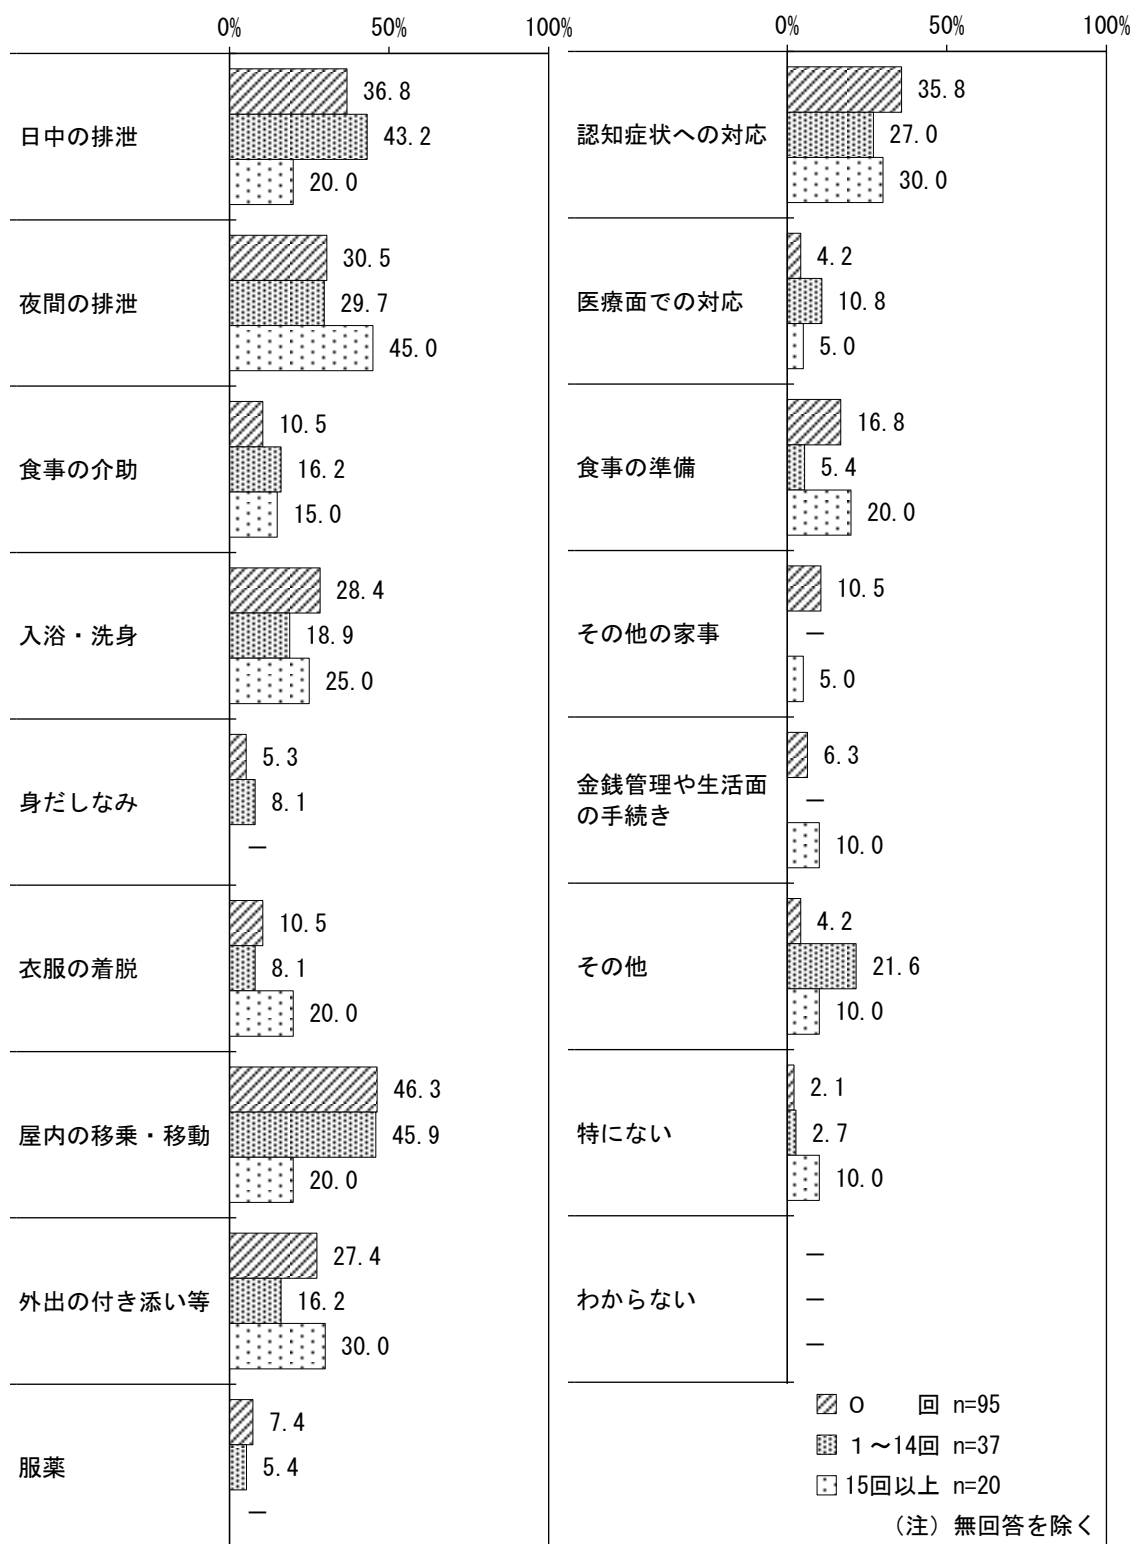 0% 50% 100%
日中の排泄
36.8
43.2
20.0
夜間の排泄
30.5
29.7
45.0
食事の介助
10.5
16.2
15.0
入浴・洗身
28.4
18.9
25.0
身だしなみ
5.3
8.1
－
衣服の着脱
10.5
8.1
20.0
屋内の移乗・移動
46.3
45.9
20.0
外出の付き添い等
27.4
16.2
30.0
服薬
7.4
5.4
－
0% 50% 100%
認知症状への対応
35.8
27.0
30.0
医療面での対応
4.2
10.8
5.0
食事の準備
16.8
5.4
20.0
その他の家事
10.5
－
5.0
金銭管理や生活面
の手続き
6.3
－
10.0
その他
4.2
21.6
10.0
特にない
2.1
2.7
10.0
わからない
－
－
－
０　　回 n=95
１～14回 n=37
15回以上 n=20
（注）無回答を除く